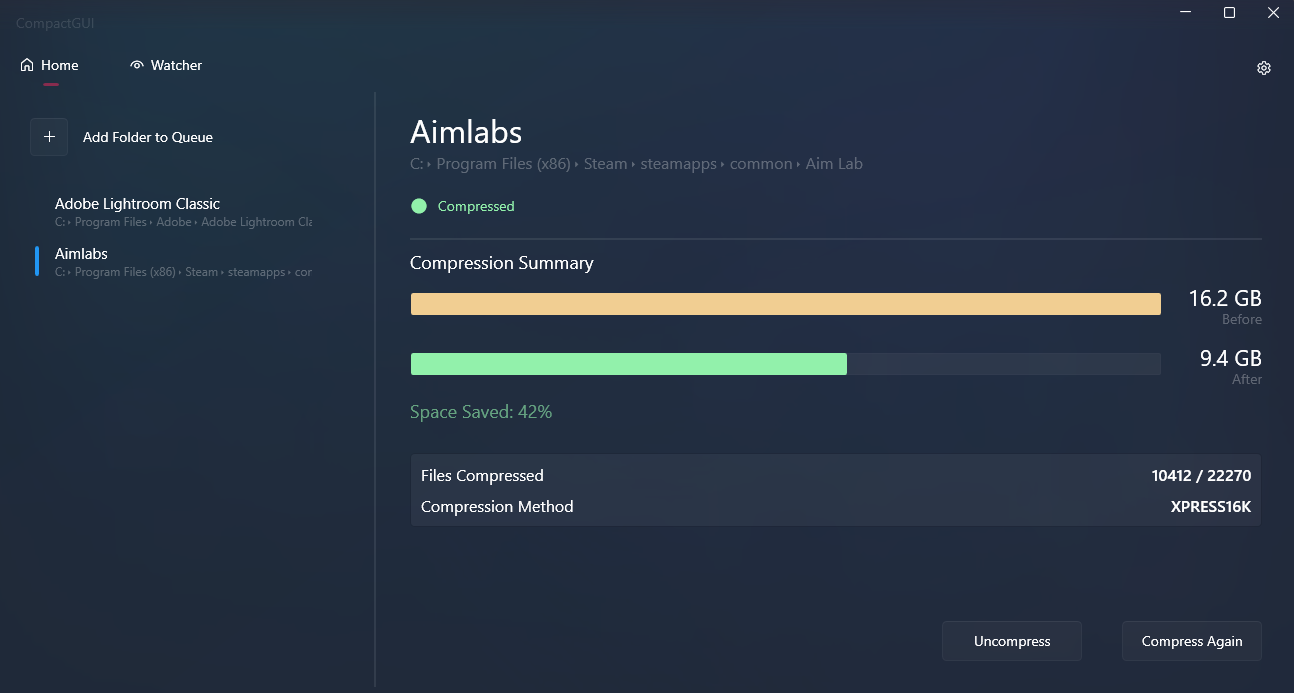 CompactGUI
Home Watcher
Add Folder to Queue
Adobe Lightroom Classic
C: Program Files Adobe Adobe Lightroom Cla
Aimlabs
C: Program Files (x86) Steam steamapps cor
Aimlabs
C: Program Files (x86) Steam steamapps common Aim Lab
Compressed
Compression Summary
16.2 GB
Before
9.4 GB
After
Space Saved: 42%
Files Compressed 10412 / 22270
Compression Method XPRESS16K
Uncompress Compress Again